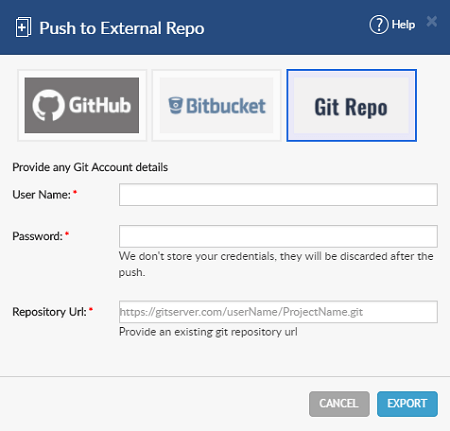 Push to External Repo
Help
GitHub
Bitbucket
Git Repo
Provide any Git Account details
User Name: *
Password: *
We don't store your credentials, they will be discarded after the
push.
Repository Url: *
https://gitserver.com/userName/ProjectName.git
Provide an existing git repository url
CANCEL
EXPORT